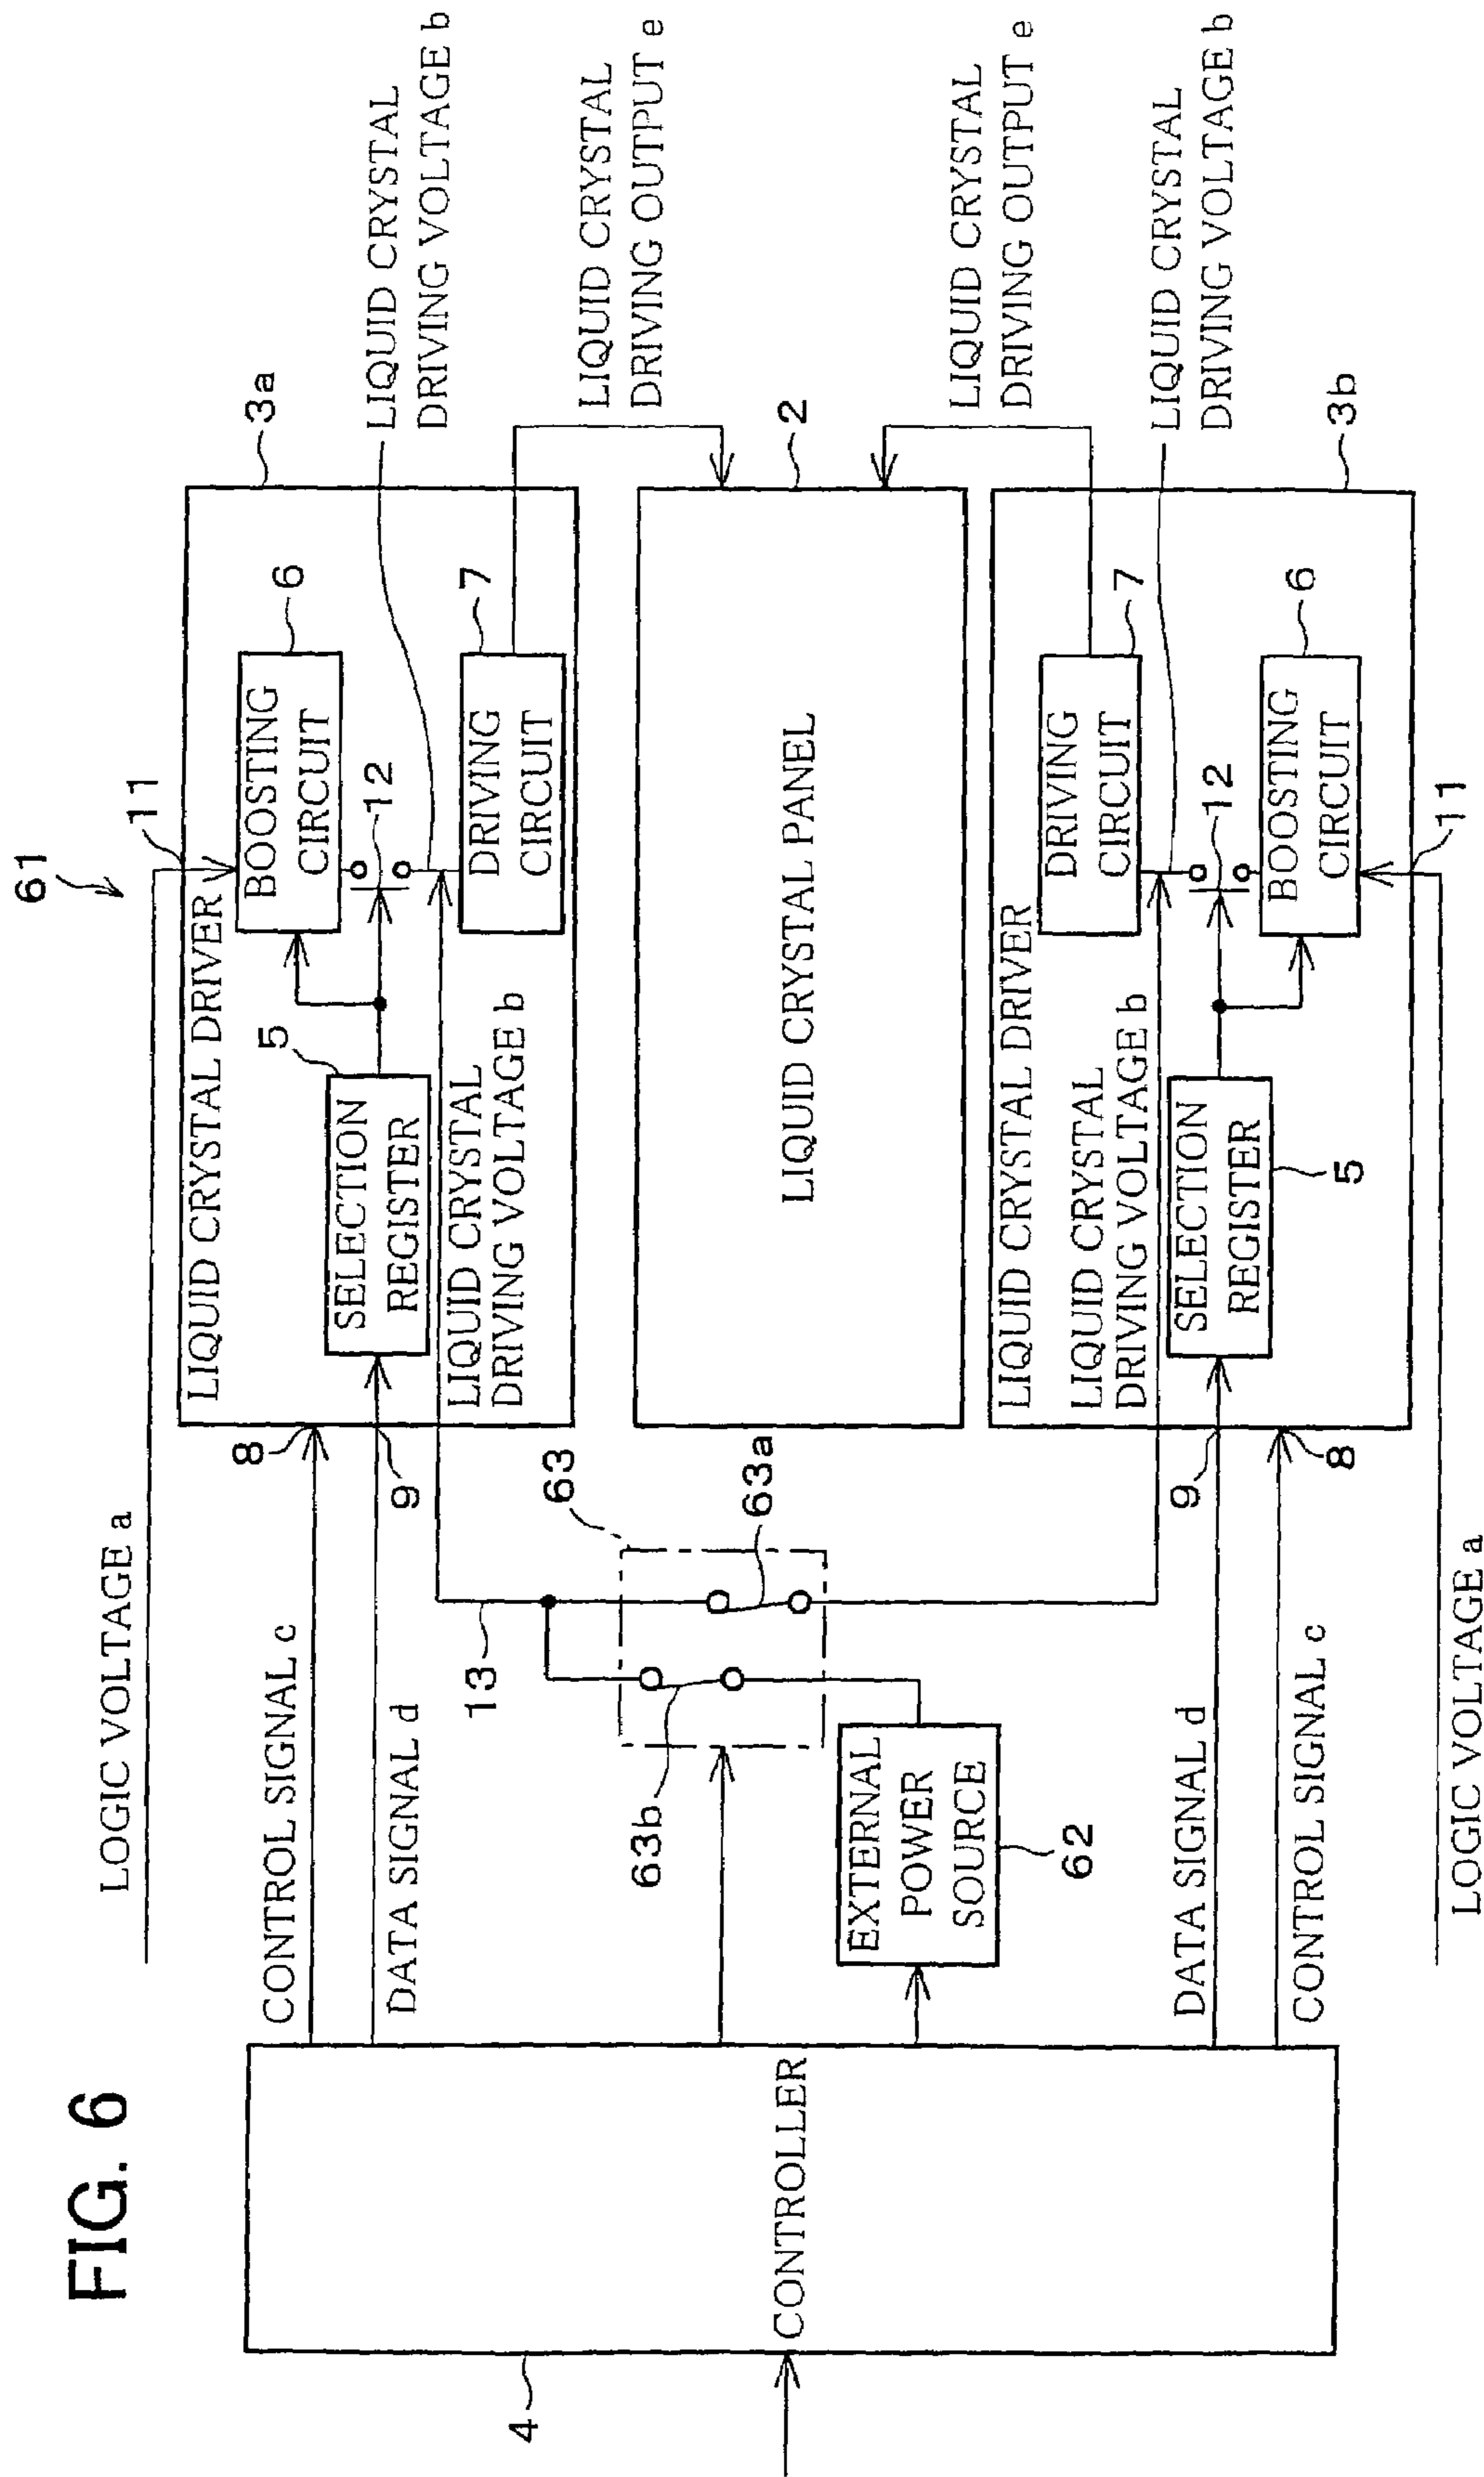 FIG. 6
61
LOGIC VOLTAGE a
11
3a
LIQUID CRYSTAL DRIVER
CONTROL SIGNAL c
8
BOOSTING
CIRCUIT
6
5
SELECTION
REGISTER
12
LIQUID CRYSTAL
DRIVING VOLTAGE b
DATA SIGNAL d
9
LIQUID CRYSTAL
DRIVING VOLTAGE b
DRIVING
CIRCUIT
7
LIQUID CRYSTAL
DRIVING OUTPUT e
4
CONTROLLER
13
63
63a
63b
EXTERNAL
POWER
SOURCE
62
LIQUID CRYSTAL PANEL
2
LIQUID CRYSTAL
DRIVING OUTPUT e
LIQUID CRYSTAL DRIVER
DRIVING
CIRCUIT
7
LIQUID CRYSTAL
DRIVING VOLTAGE b
LIQUID CRYSTAL
DRIVING VOLTAGE b
DATA SIGNAL d
9
SELECTION
REGISTER
5
12
BOOSTING
CIRCUIT
6
CONTROL SIGNAL c
8
3b
11
LOGIC VOLTAGE a